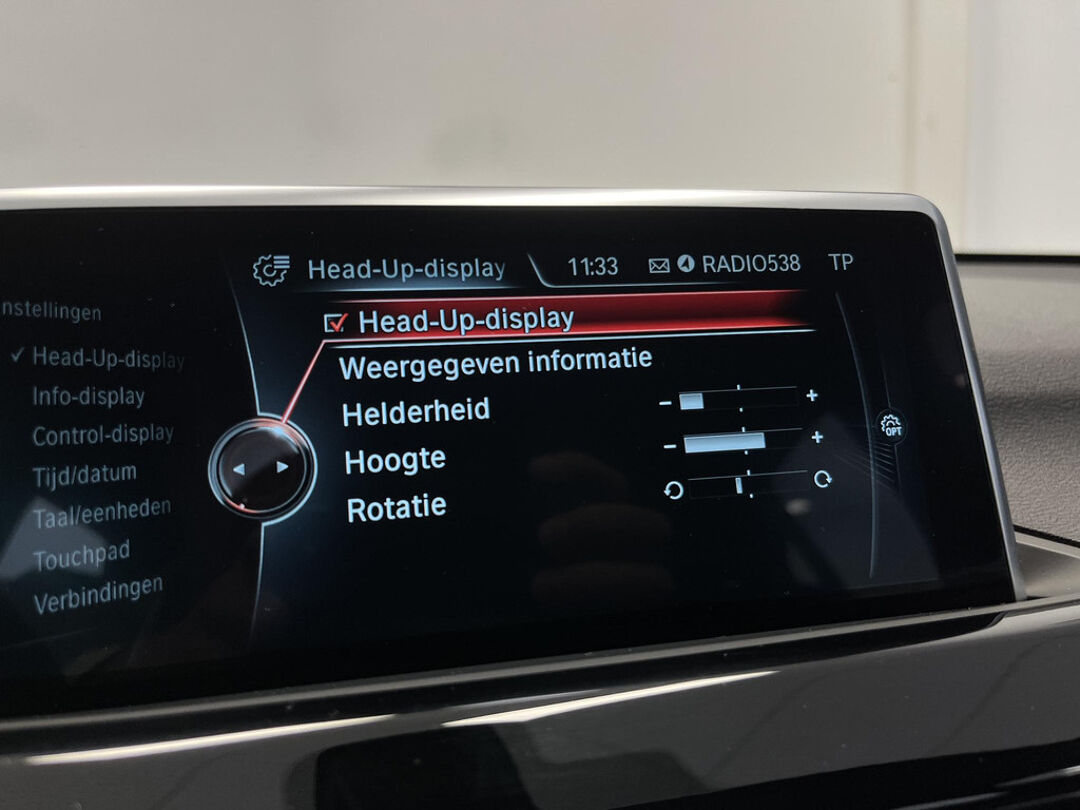 Head-Up-display 11:33 RADIO538 TP
nstellingen
Head-Up-display
Info-display
Control-display
Tijd/datum
Taal/eenheden
Touchpad
Verbindingen
Head-Up-display
Weergegeven informatie
Helderheid - +
Hoogte - +
Rotatie
OPT